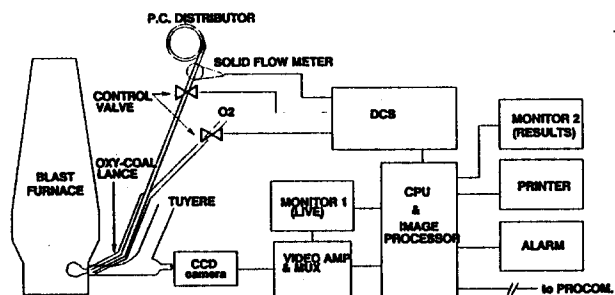 P.C. DISTRIBUTOR
SOLID FLOW METER
CONTROL
VALVE
O2
DCS
MONITOR 2
(RESULTS)
OXY-COAL
LANCE
BLAST
FURNACE
TUYERE
MONITOR 1
(LIVE)
CPU
&
IMAGE
PROCESSOR
PRINTER
CCD
camera
VIDEO AMP
& MUX
ALARM
to PROCOM.